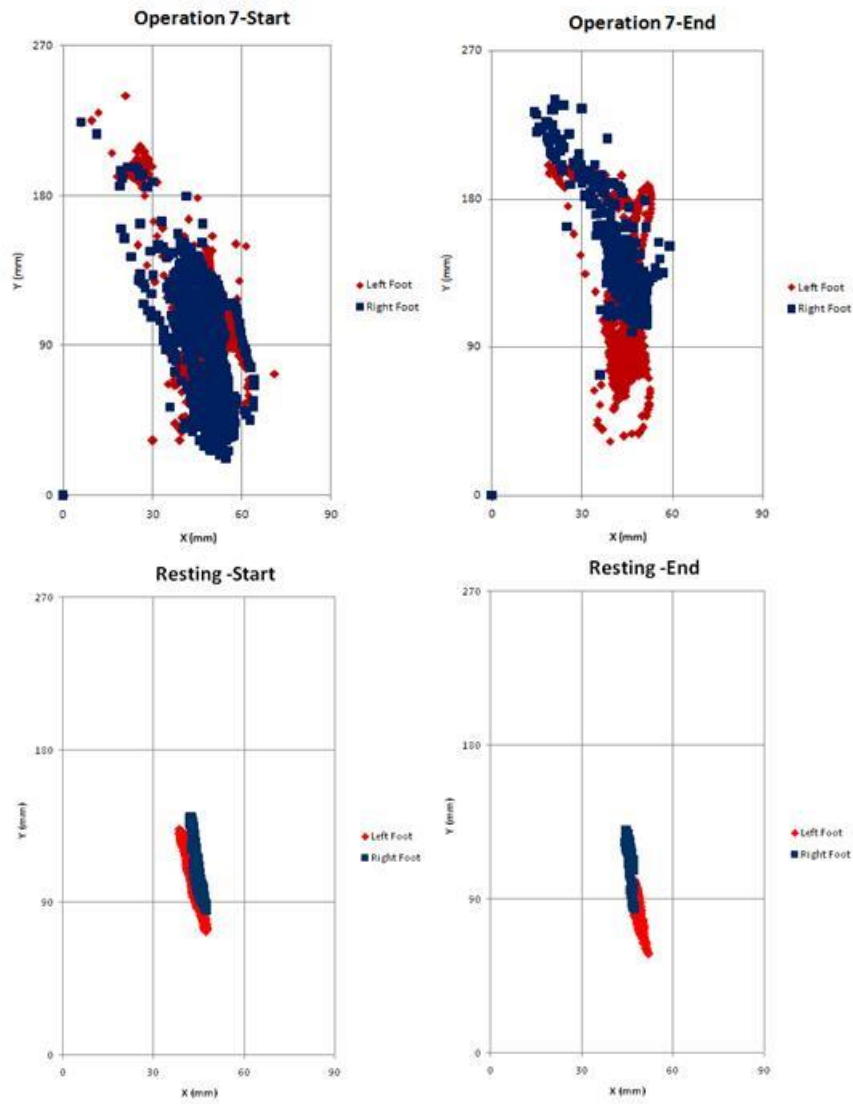 Operation 7-Start
270
180
90
0
Y (mm)
0
30
60
90
X (mm)
Left Foot
Right Foot
Operation 7-End
270
180
90
0
Y (mm)
0
30
60
90
X (mm)
Left Foot
Right Foot
Resting -Start
270
180
90
0
Y (mm)
0
30
60
90
X (mm)
Left Foot
Right Foot
Resting -End
270
180
90
0
Y (mm)
0
30
60
90
X (mm)
Left Foot
Right Foot